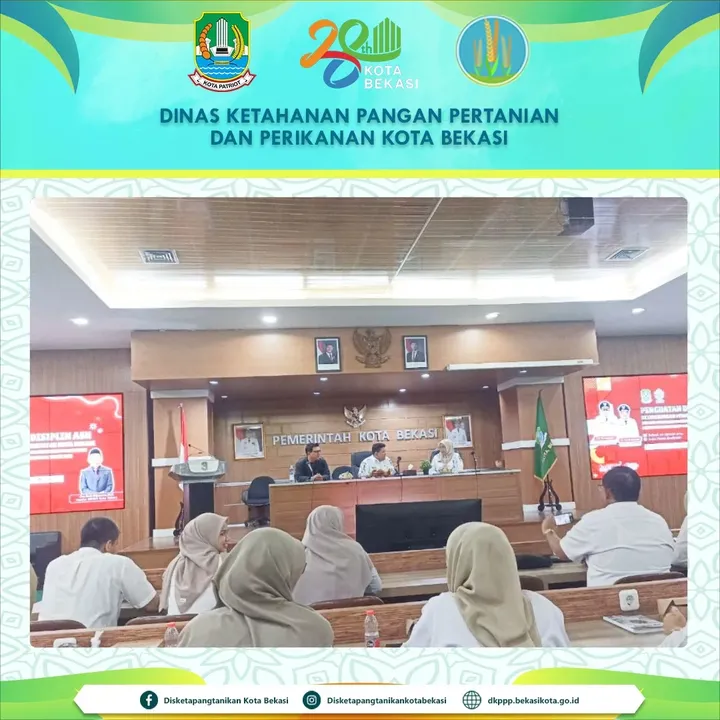 KOTA PATRIOT
28th
KOTA
BEKASI
DINAS KETAHANAN PANGAN PERTANIAN
DAN PERIKANAN KOTA BEKASI
DISIPLIN ASN
PENGUATAN D
PEMERINTAH KOTA BEKASI
Disketapangtanikan Kota Bekasi
Disketapangtanikankotabekasi
dkppp.bekasikota.go.id